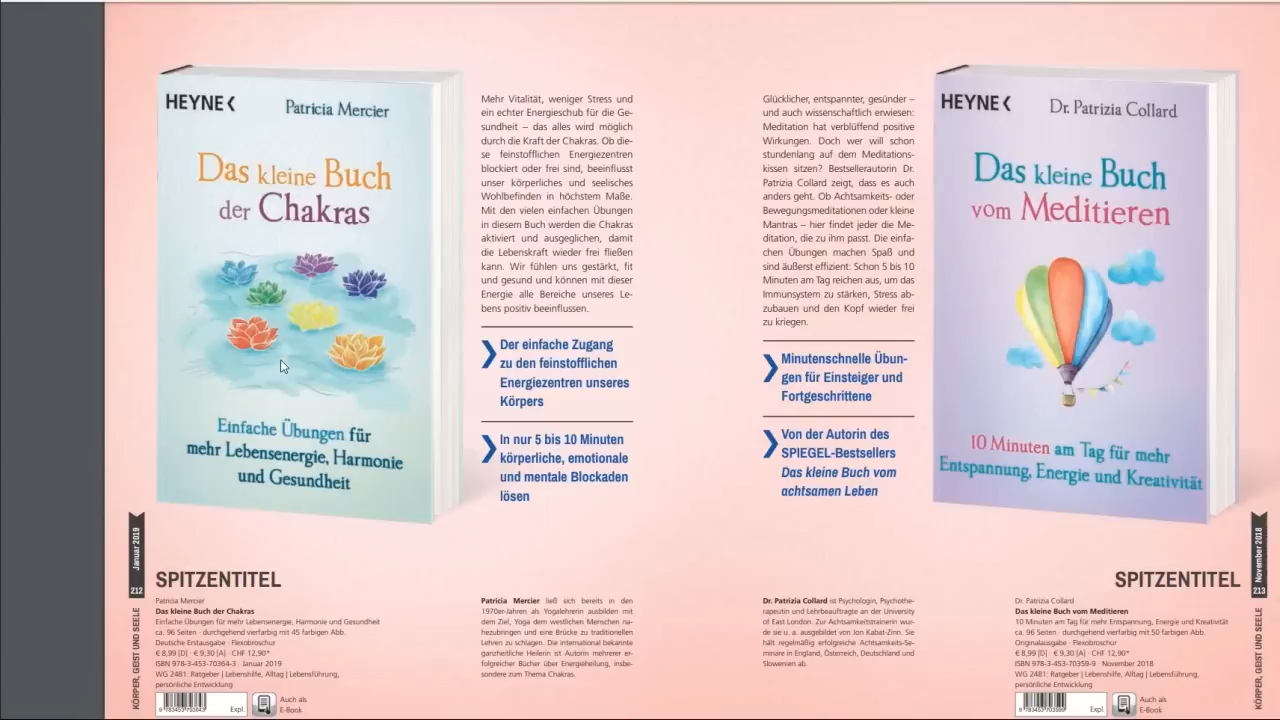 HEYNE
Patricia Mercier
Das kleine Buch
der Chakras
Einfache Übungen für
mehr Lebensenergie, Harmonie
und Gesundheit
Mehr Vitalität, weniger Stress und
ein echter Energieschub für die Ge-
sundheit – das alles wird möglich
durch die Kraft der Chakras. Ob die-
se feinstofflichen Energiezentren
blockiert oder frei sind, beeinflusst
unser körperliches und seelisches
Wohlbefinden in höchstem Maße.
Mit den vielen einfachen Übungen
in diesem Buch werden die Chakras
aktiviert und ausgeglichen, damit
die Lebenskraft wieder frei fließen
kann. Wir fühlen uns gestärkt, fit
und gesund und können mit dieser
Energie alle Bereiche unseres Le-
bens positiv beeinflussen.
Der einfache Zugang
zu den feinstofflichen
Energiezentren unseres
Körpers
In nur 5 bis 10 Minuten
körperliche, emotionale
und mentale Blockaden
lösen
Glücklicher, entspannter, gesünder –
und auch wissenschaftlich erwiesen:
Meditation hat verblüffend positive
Wirkungen. Doch wer will schon
stundenlang auf dem Meditations-
kissen sitzen? Bestsellerautorin Dr.
Patrizia Collard zeigt, dass es auch
anders geht. Ob Achtsamkeits- oder
Bewegungsmeditationen oder kleine
Mantras – hier findet jeder die Me-
ditation, die zu ihm passt. Die einfa-
chen Übungen machen Spaß und
sind äußerst effizient: Schon 5 bis 10
Minuten am Tag reichen aus, um das
Immunsystem zu stärken, Stress ab-
zubauen und den Kopf wieder frei
zu kriegen.
Minutenschnelle Übun-
gen für Einsteiger und
Fortgeschrittene
Von der Autorin des
SPIEGEL-Bestsellers
Das kleine Buch vom
achtsamen Leben
HEYNE
Dr. Patrizia Collard
Das kleine Buch
vom Meditieren
10 Minuten am Tag für mehr
Entspannung, Energie und Kreativität
Januar 2019
212
KÖRPER, GEIST UND SEELE
SPITZENTITEL
Patricia Mercier
Das kleine Buch der Chakras
Einfache Übungen für mehr Lebensenergie, Harmonie und Gesundheit
ca. 96 Seiten · durchgehend vierfarbig mit 45 farbigen Abb.
Deutsche Erstausgabe · Flexobroschur
€ 8,99 [D] · € 9,30 [A] · CHF 12,90*
ISBN 978-3-453-70364-3 · Januar 2019
WG 2481: Ratgeber | Lebenshilfe, Alltag | Lebensführung,
persönliche Entwicklung
Expl.
Auch als
E-Book
Patricia Mercier ließ sich bereits in den
1970er-Jahren als Yogalehrerin ausbilden mit
dem Ziel, Yoga dem westlichen Menschen na-
hezubringen und eine Brücke zu traditionellen
Lehren zu schlagen. Die international bekannte
ganzheitliche Heilerin ist Autorin mehrerer er-
folgreicher Bücher über Energieheilung, insbe-
sondere zum Thema Chakras.
Dr. Patrizia Collard ist Psychologin, Psychothe-
rapeutin und Lehrbeauftragte an der University
of East London. Zur Achtsamkeitstrainerin wur-
de sie u. a. ausgebildet von Jon Kabat-Zinn. Sie
hält regelmäßig erfolgreiche Achtsamkeits-Se-
minare in England, Österreich, Deutschland und
Slowenien ab.
SPITZENTITEL
Dr. Patrizia Collard
Das kleine Buch vom Meditieren
10 Minuten am Tag für mehr Entspannung, Energie und Kreativität
ca. 96 Seiten · durchgehend vierfarbig mit 50 farbigen Abb.
Originalausgabe · Flexobroschur
€ 8,99 [D] · € 9,30 [A] · CHF 12,90*
ISBN 978-3-453-70359-9 · November 2018
WG 2481: Ratgeber | Lebenshilfe, Alltag | Lebensführung,
persönliche Entwicklung
Expl.
Auch als
E-Book
November 2018
213
KÖRPER, GEIST UND SEELE